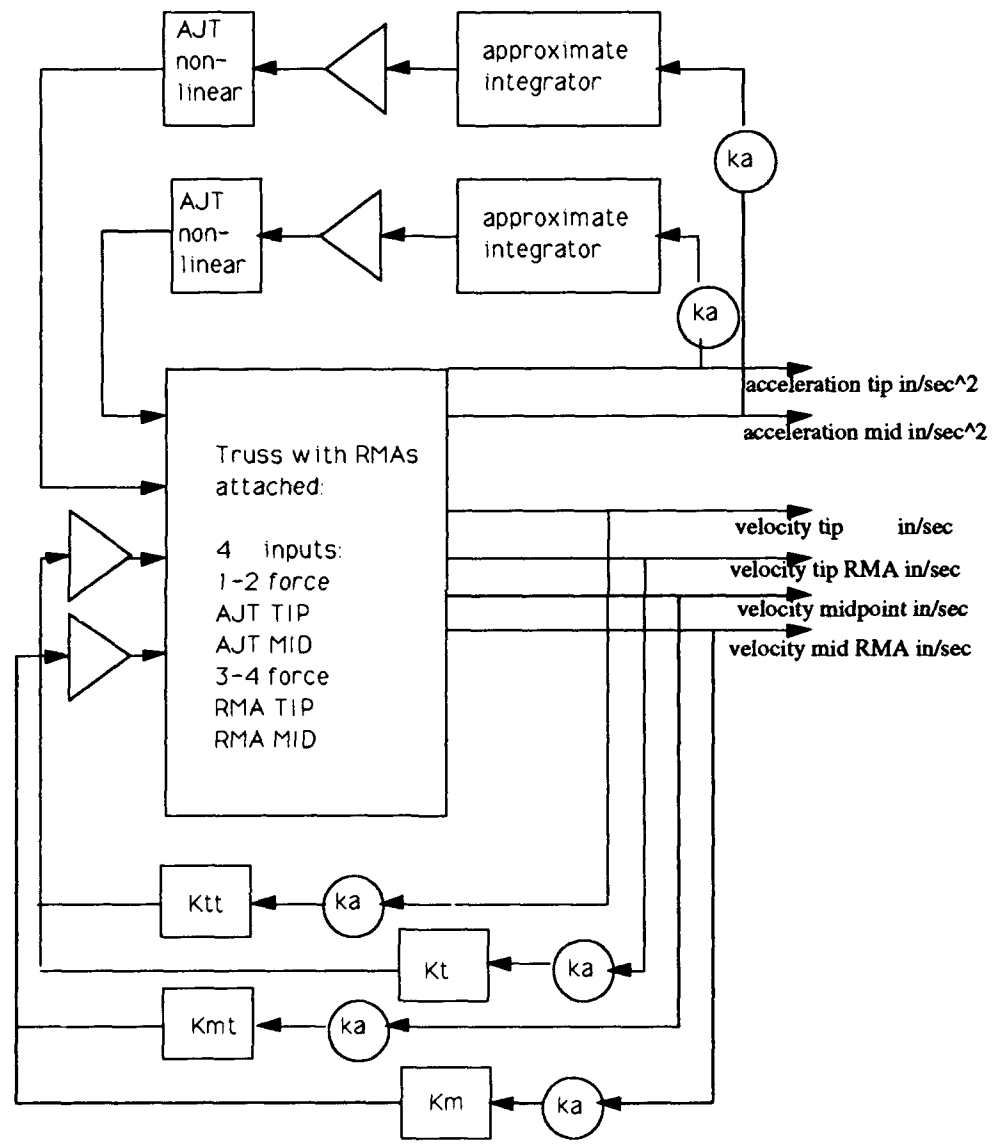 AJT
non-
linear
approximate
integrator
ka
AJT
non-
linear
approximate
integrator
ka
acceleration tip in/sec^2
acceleration mid in/sec^2
Truss with RMAs
attached:
4 inputs:
1-2 force
AJT TIP
AJT MID
3-4 force
RMA TIP
RMA MID
velocity tip in/sec
velocity tip RMA in/sec
velocity midpoint in/sec
velocity mid RMA in/sec
Ktt
ka
Kt
ka
Kmt
ka
Km
ka